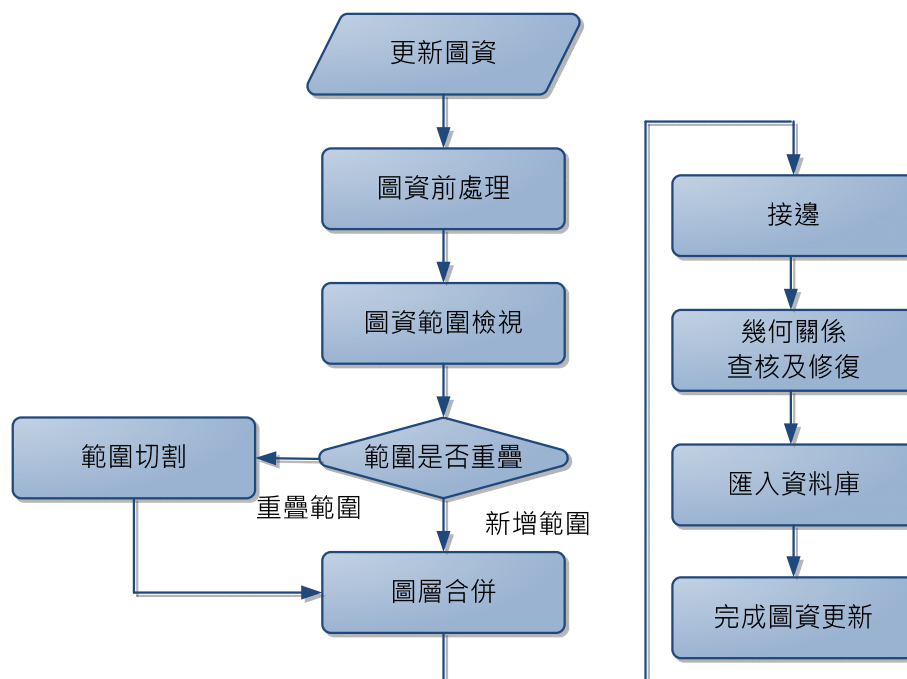 更新圖資
圖資前處理
圖資範圍檢視
範圍是否重疊
範圍切割
重疊範圍
新增範圍
圖層合併
接邊
幾何關係
查核及修復
匯入資料庫
完成圖資更新